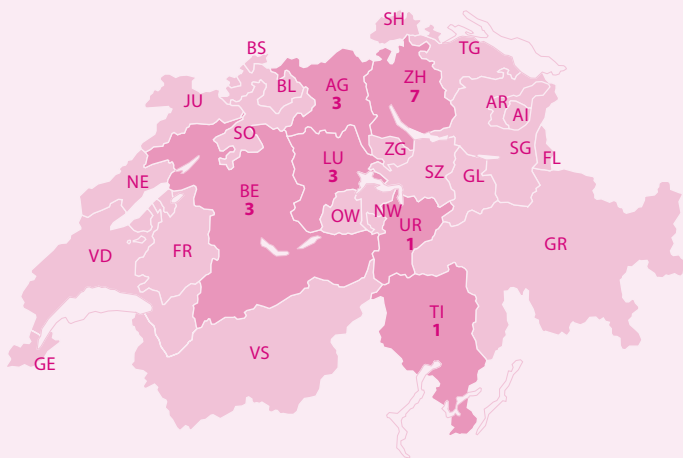 SH
BS
TG
ZH
7
BL
AG
3
JU
AR
AI
SO
ZG
SG
FL
LU
3
SZ
GL
NE
BE
3
OW
NW
UR
1
GR
VD
FR
TI
1
VS
GE